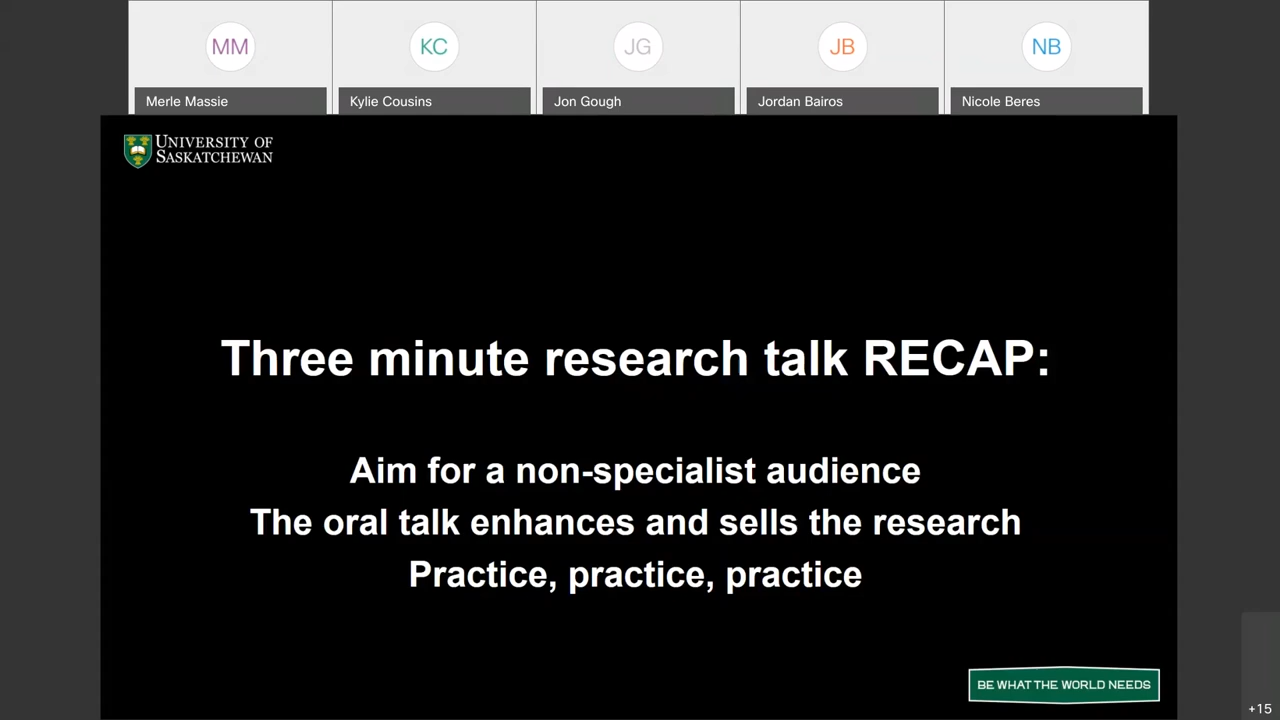 MM
KC
JG
JB
NB
Merle Massie
Kylie Cousins
Jon Gough
Jordan Bairos
Nicole Beres
UNIVERSITY OF
SASKATCHEWAN
Three minute research talk RECAP:
Aim for a non-specialist audience
The oral talk enhances and sells the research
Practice, practice, practice
BE WHAT THE WORLD NEEDS
+15